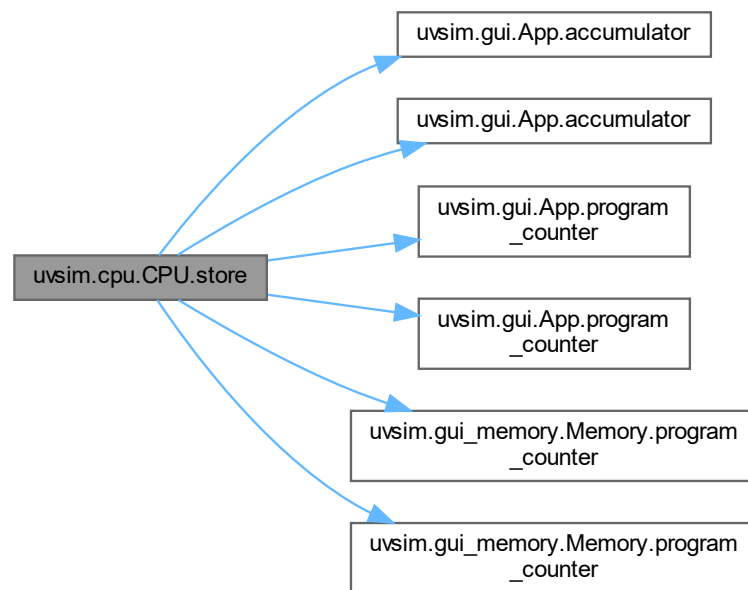 uvsim.gui.App.accumulator
uvsim.gui.App.accumulator
uvsim.gui.App.program
_counter
uvsim.cpu.CPU.store
uvsim.gui.App.program
_counter
uvsim.gui_memory.Memory.program
_counter
uvsim.gui_memory.Memory.program
_counter